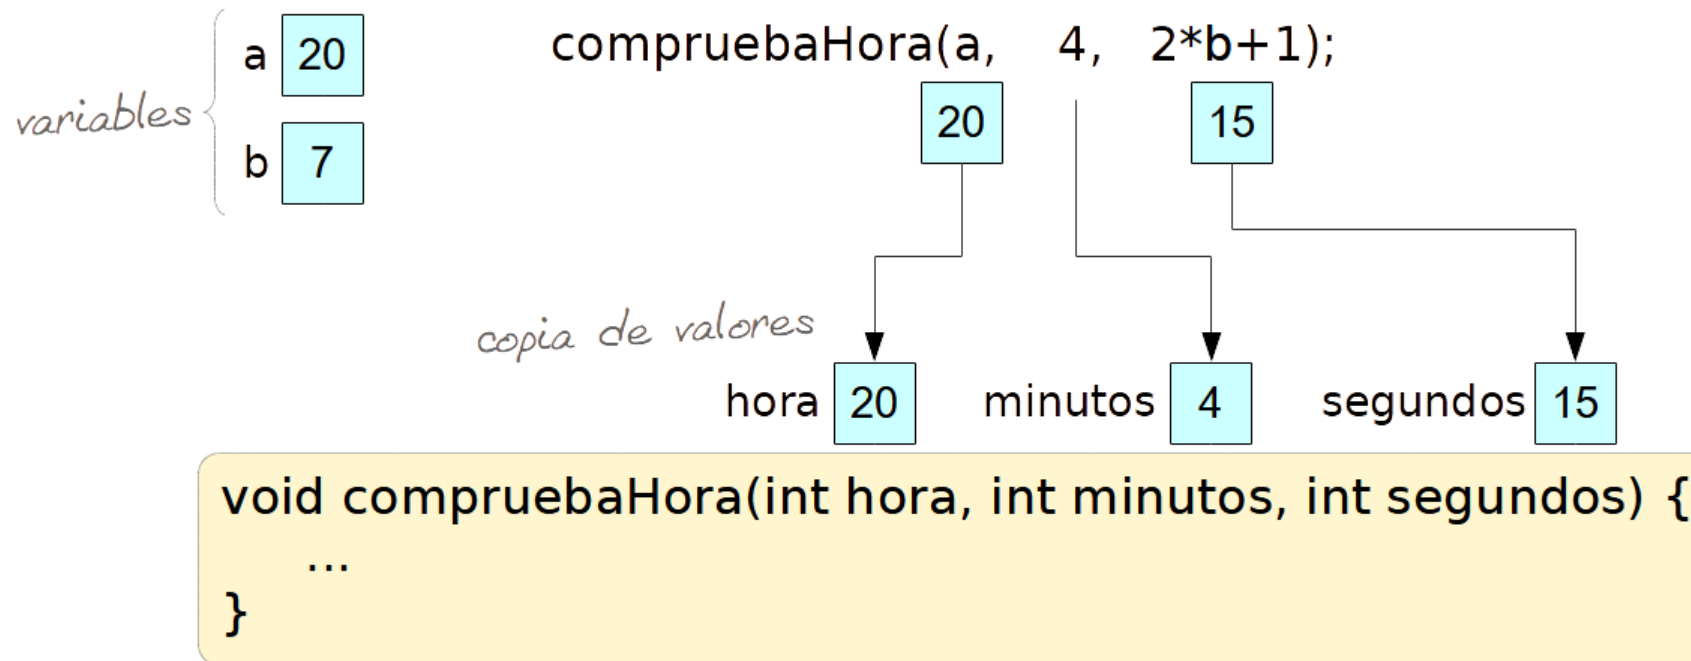 variables
a 20
b 7
compruebaHora(a, 4, 2*b+1);
20 15
copia de valores
hora 20 minutos 4 segundos 15
void compruebaHora(int hora, int minutos, int segundos) {
...
}